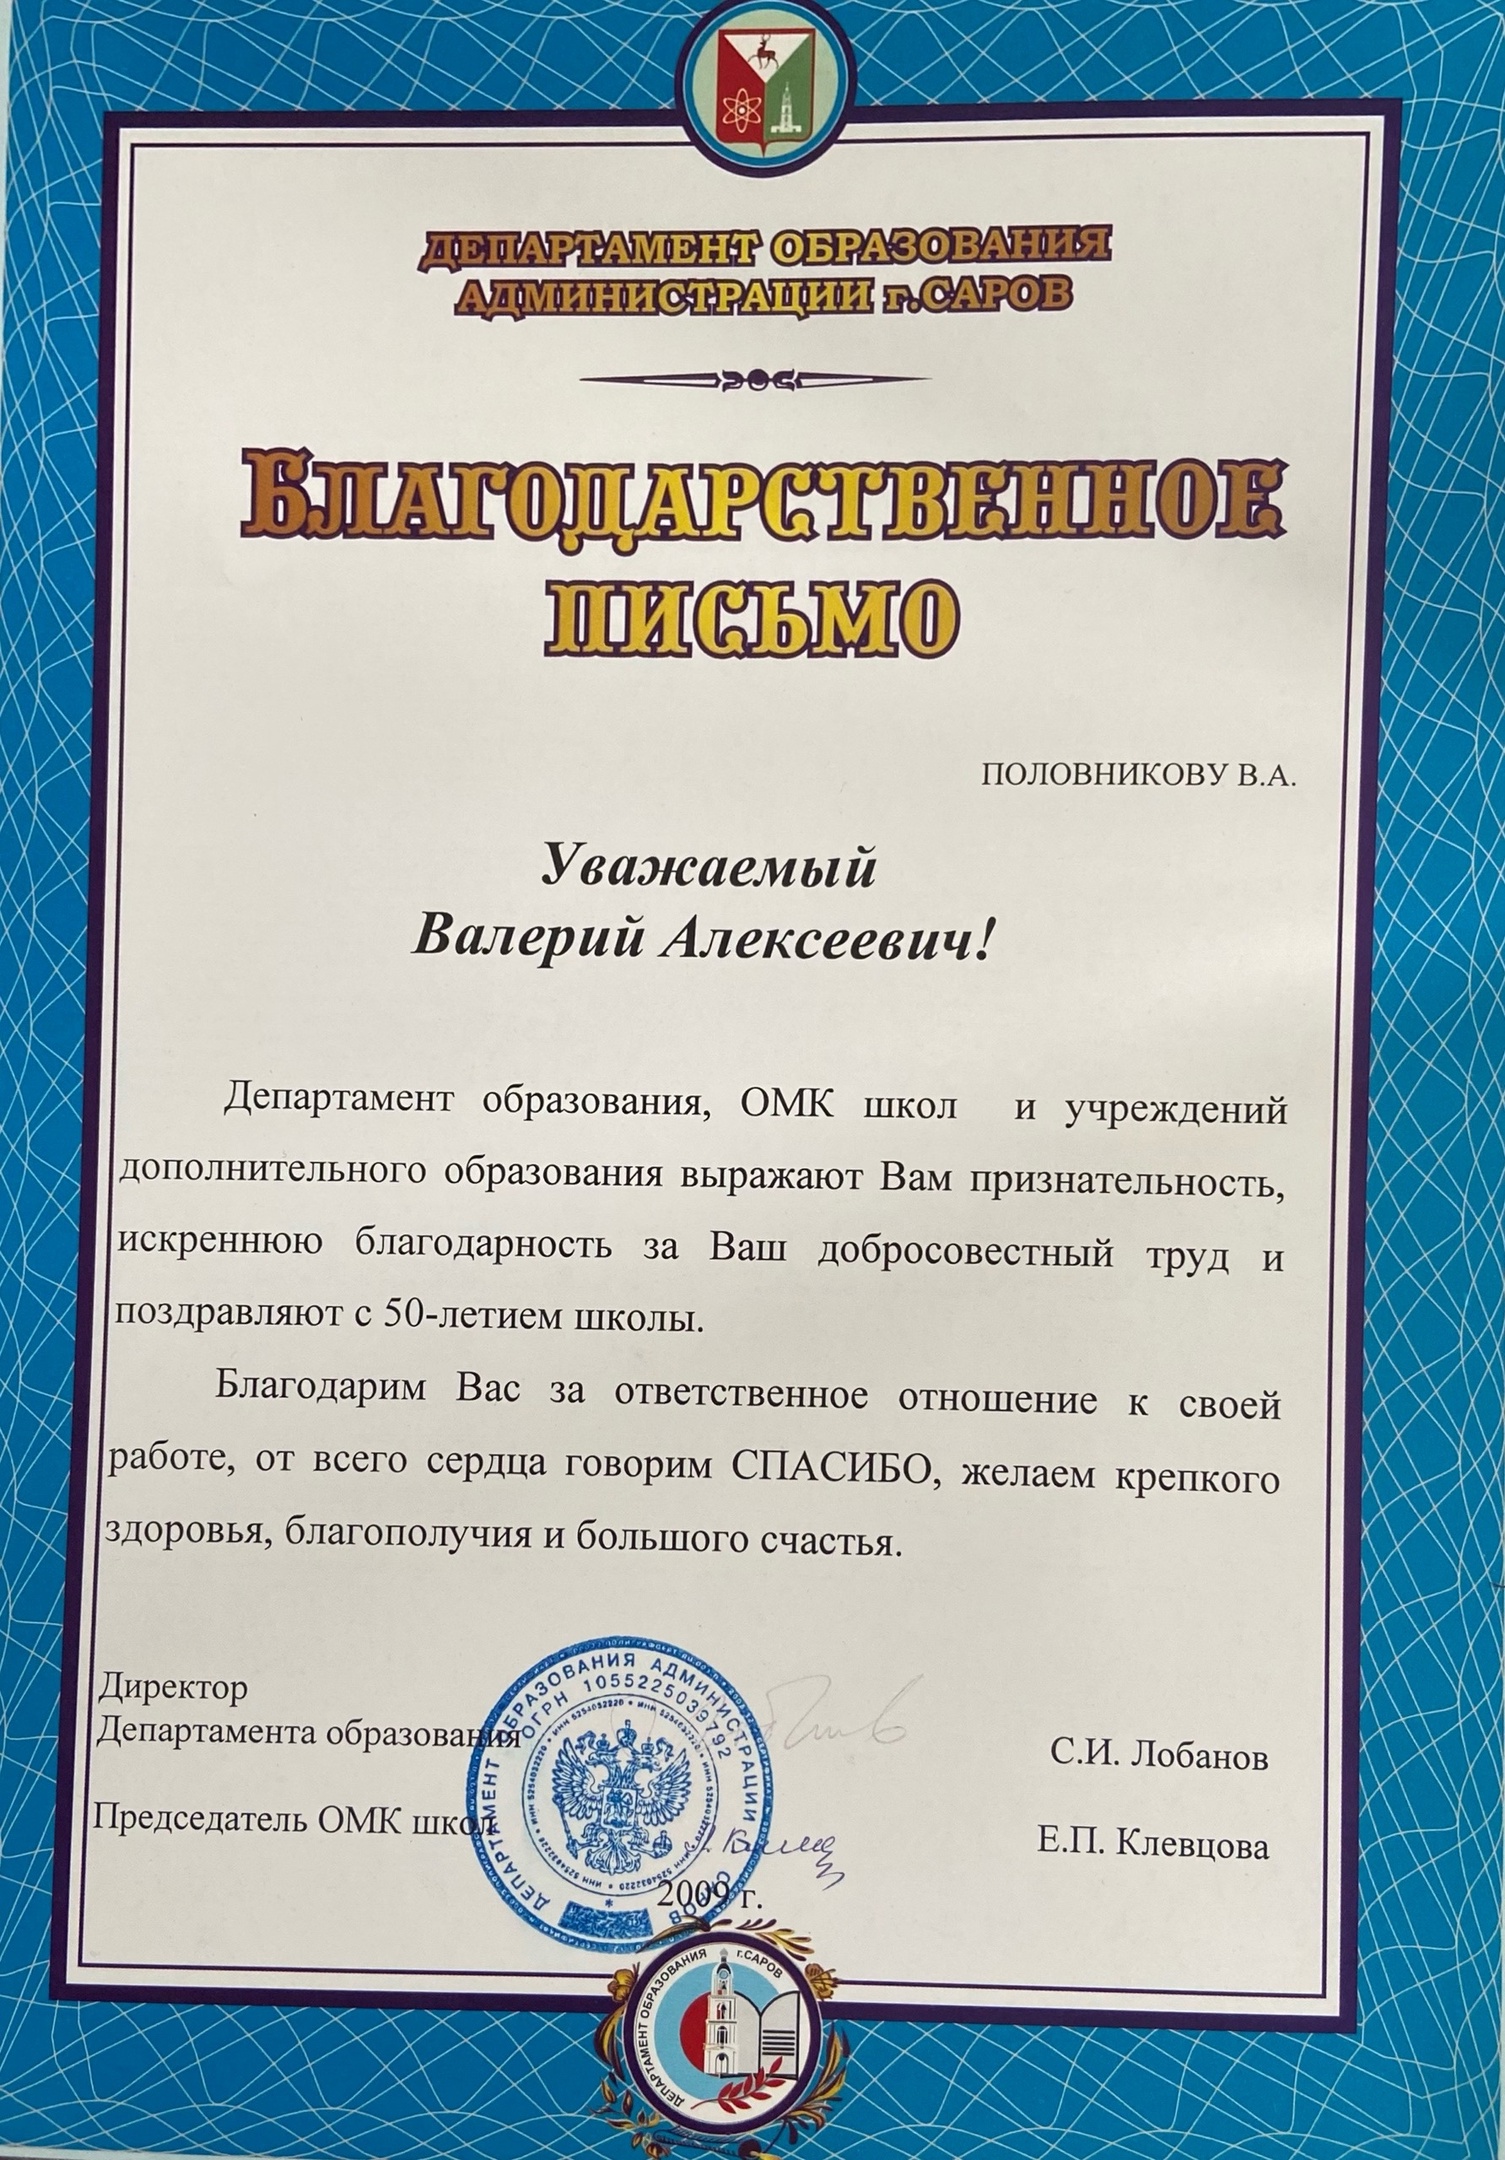 ДЕПАРТАМЕНТ ОБРАЗОВАНИЯ
АДМИНИСТРАЦИИ г.САРОВ
БЛАГОДАРСТВЕННОЕ
ПИСЬМО
ПОЛОВНИКОВУ В.А.
Уважаемый
Валерий Алексеевич!
Департамент образования, ОМК школ и учреждений
дополнительного образования выражают Вам признательность,
искреннюю благодарность за Ваш добросовестный труд и
поздравляют с 50-летием школы.
Благодарим Вас за ответственное отношение к своей
работе, от всего сердца говорим СПАСИБО, желаем крепкого
здоровья, благополучия и большого счастья.
Директор
Департамента образования
С.И. Лобанов
Председатель ОМК школ
Е.П. Клевцова
2009 г.
ДЕПАРТАМЕНТ ОБРАЗОВАНИЯ АДМИНИСТРАЦИИ САРОВ
ОГРН 1055225039792
ИНН 5254032220
ДЕПАРТАМЕНТ ОБРАЗОВАНИЯ г.САРОВ